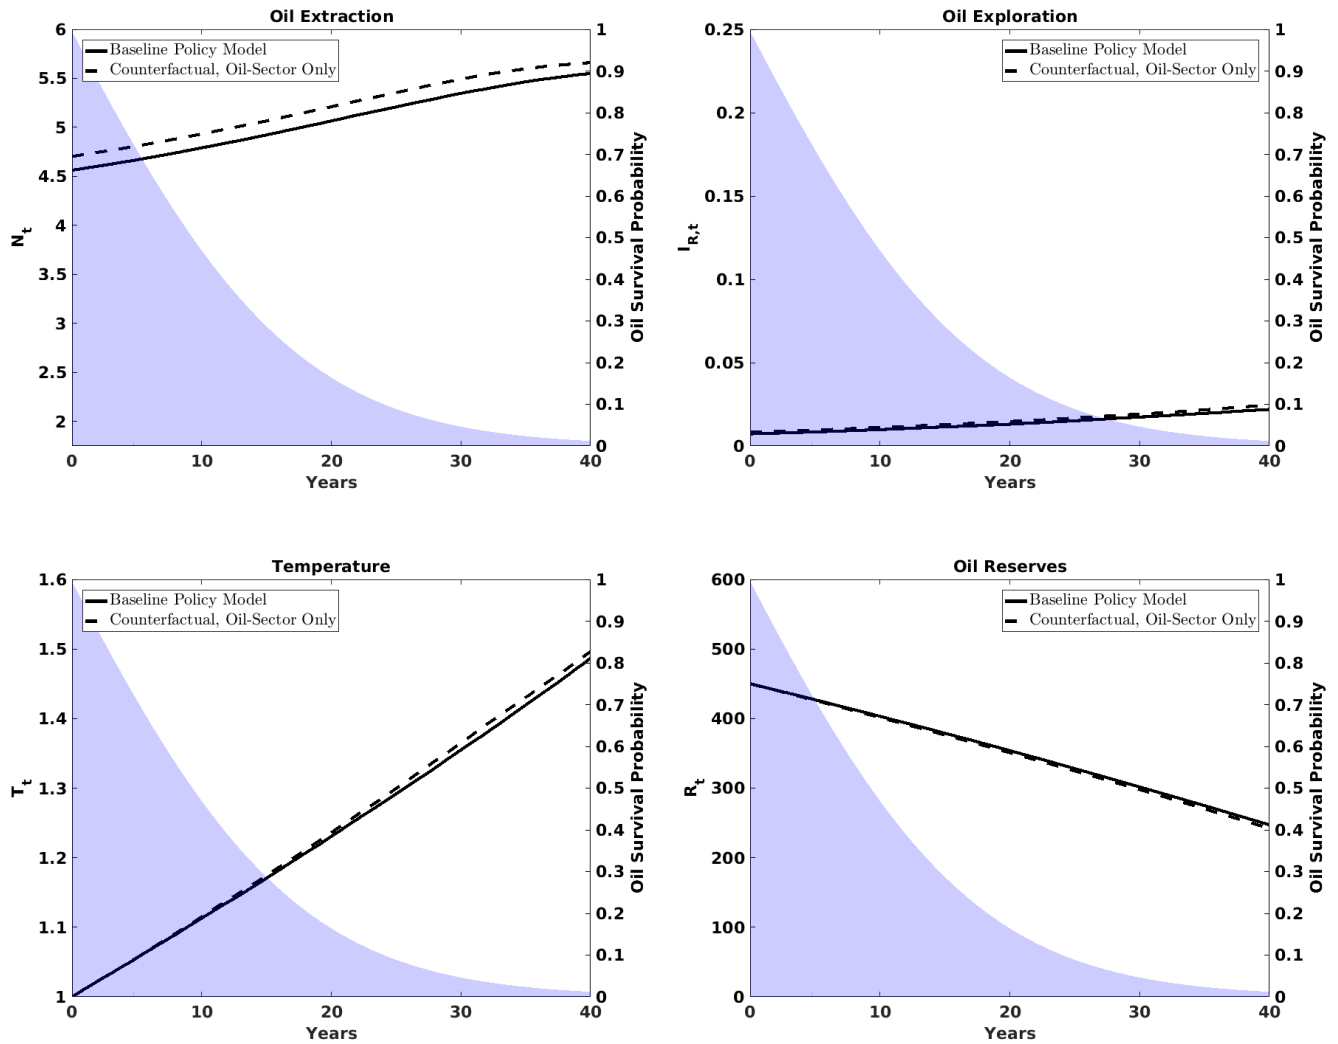 Oil Extraction
Baseline Policy Model
Counterfactual, Oil-Sector Only
6
5.5
5
4.5
4
3.5
3
2.5
2
N_t
1
0.9
0.8
0.7
0.6
0.5
0.4
0.3
0.2
0.1
0
Oil Survival Probability
0 10 20 30 40
Years
Oil Exploration
Baseline Policy Model
Counterfactual, Oil-Sector Only
0.25
0.2
0.15
0.1
0.05
0
I_R,t
1
0.9
0.8
0.7
0.6
0.5
0.4
0.3
0.2
0.1
0
Oil Survival Probability
0 10 20 30 40
Years
Temperature
Baseline Policy Model
Counterfactual, Oil-Sector Only
1.6
1.5
1.4
1.3
1.2
1.1
1
T_t
1
0.9
0.8
0.7
0.6
0.5
0.4
0.3
0.2
0.1
0
Oil Survival Probability
0 10 20 30 40
Years
Oil Reserves
Baseline Policy Model
Counterfactual, Oil-Sector Only
600
500
400
300
200
100
0
R_t
1
0.9
0.8
0.7
0.6
0.5
0.4
0.3
0.2
0.1
0
Oil Survival Probability
0 10 20 30 40
Years